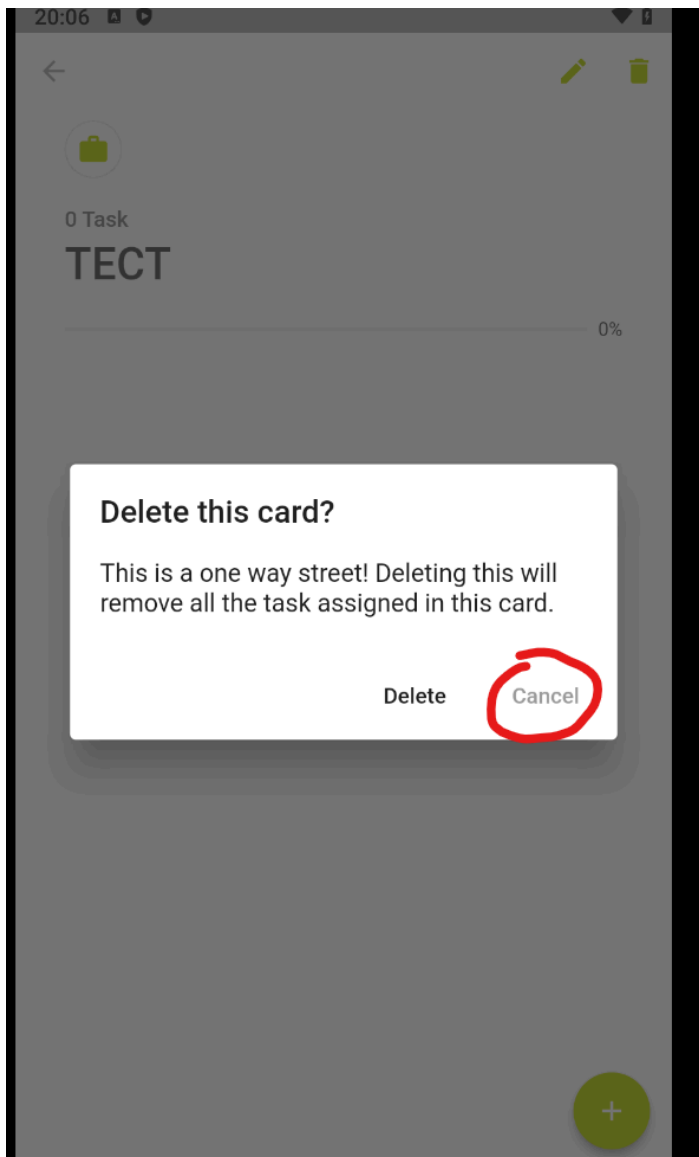 20:06
0 Task
ТЕСТ
0%
Delete this card?
This is a one way street! Deleting this will
remove all the task assigned in this card.
Delete Cancel